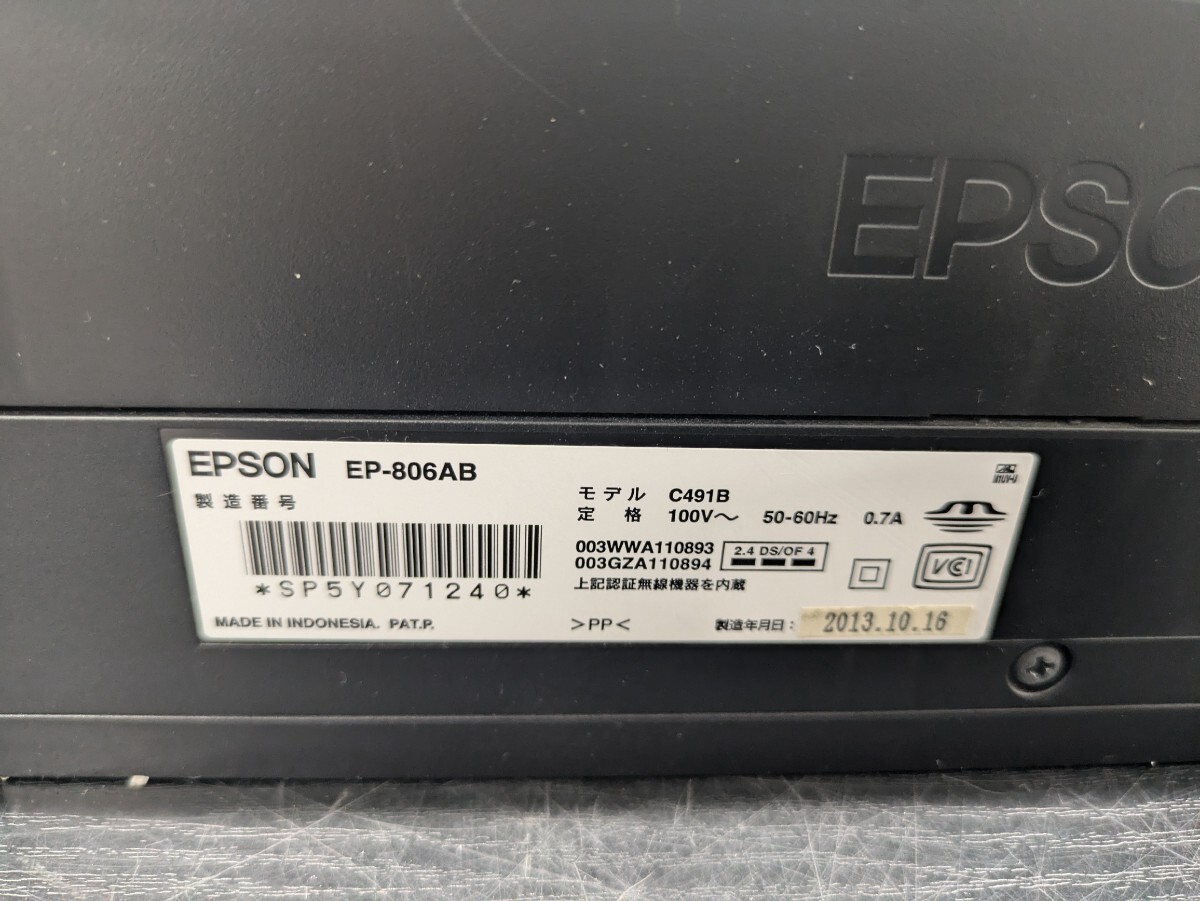 EPSO
EPSON EP-806AB
製造番号
*SP5Y071240*
モデル C491B
定格 100V～ 50-60Hz 0.7A
003WWA110893
003GZA110894
2.4 DS/OF 4
上記認証無線機器を内蔵
VCI
MADE IN INDONESIA. PAT.P.
>PP<
製造年月日: 2013.10.16